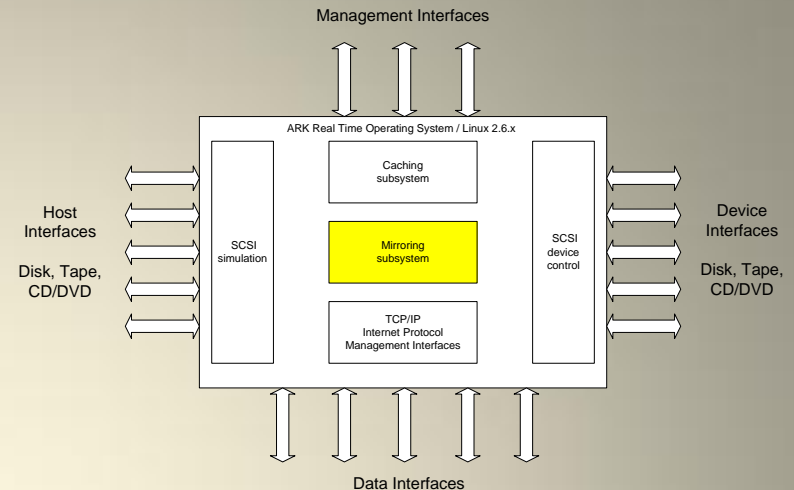 Management Interfaces
ARK Real Time Operating System / Linux 2.6.x
Host
Interfaces
Disk, Tape,
CD/DVD
SCSI
simulation
Caching
subsystem
Mirroring
subsystem
TCP/IP
Internet Protocol
Management Interfaces
SCSI
device
control
Device
Interfaces
Disk, Tape,
CD/DVD
Data Interfaces